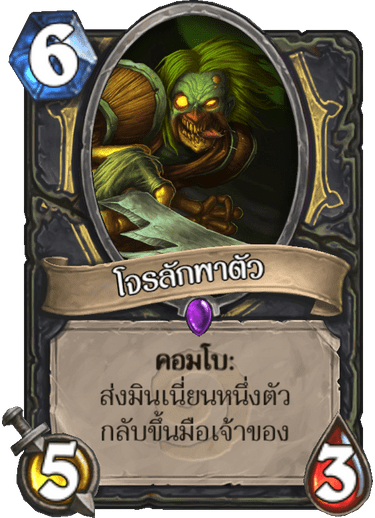 6
โจรลักพาตัว
คอมโบ:
ส่งมินเนี่ยนหนึ่งตัว
กลับขึ้นมือเจ้าของ
5
3